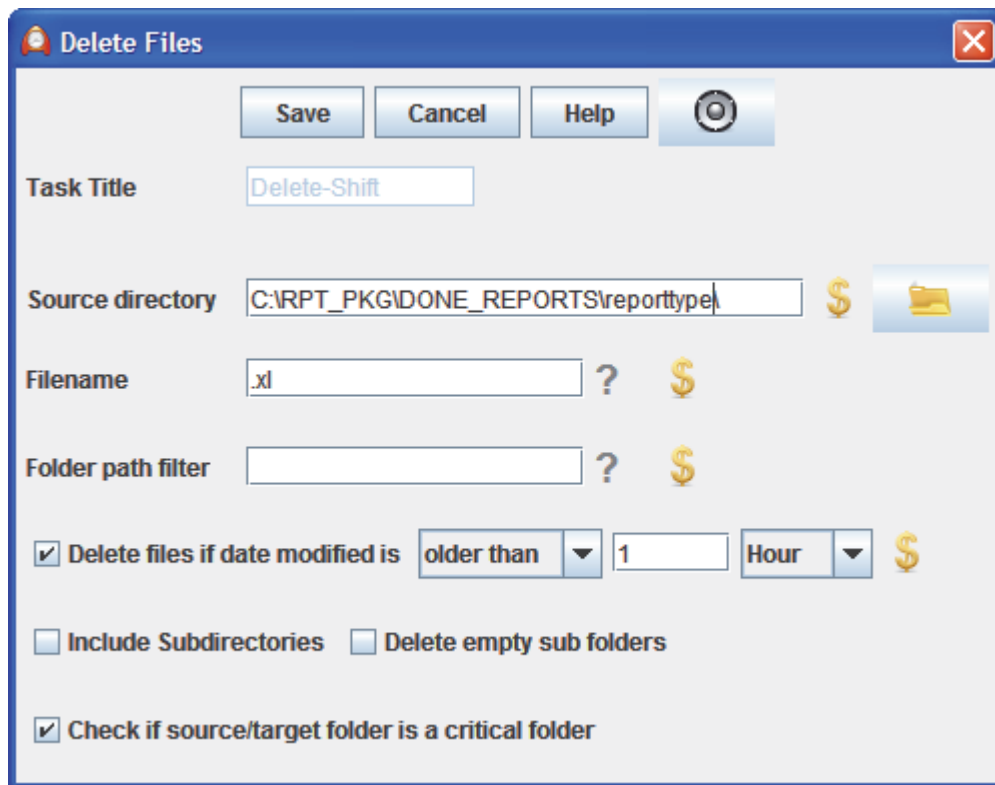 Delete Files
Save Cancel Help
Task Title Delete-Shift
Source directory C:\RPT_PKG\DONE_REPORTS\reporttype\ $
Filename .xl ? $
Folder path filter ? $
Delete files if date modified is older than 1 Hour $
Include Subdirectories Delete empty sub folders
Check if source/target folder is a critical folder